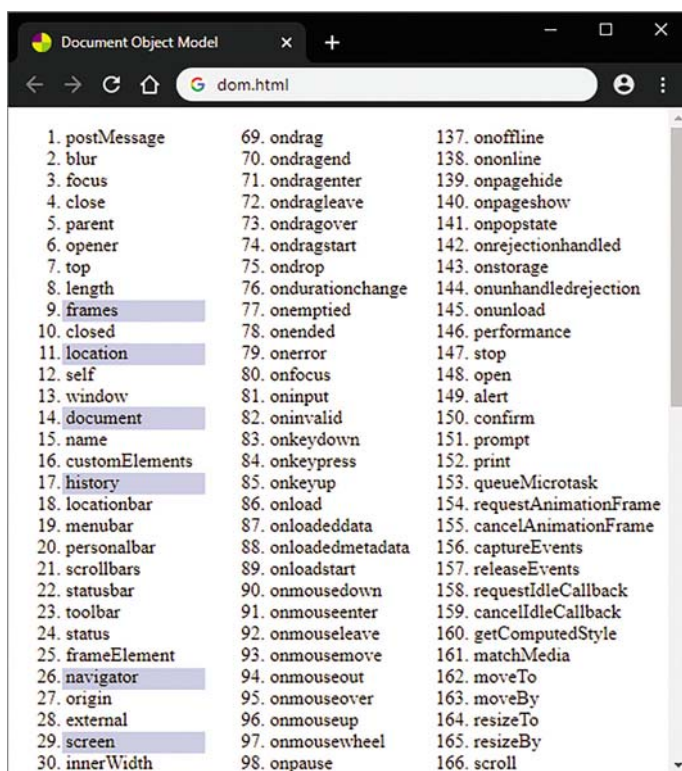 Document Object Model
dom.html
1. postMessage
2. blur
3. focus
4. close
5. parent
6. opener
7. top
8. length
9. frames
10. closed
11. location
12. self
13. window
14. document
15. name
16. customElements
17. history
18. locationbar
19. menubar
20. personalbar
21. scrollbars
22. statusbar
23. toolbar
24. status
25. frameElement
26. navigator
27. origin
28. external
29. screen
30. innerWidth
69. ondrag
70. ondragend
71. ondragenter
72. ondragleave
73. ondragover
74. ondragstart
75. ondrop
76. ondurationchange
77. onemptied
78. onended
79. onerror
80. onfocus
81. oninput
82. oninvalid
83. onkeydown
84. onkeypress
85. onkeyup
86. onload
87. onloadeddata
88. onloadedmetadata
89. onloadstart
90. onmousedown
91. onmouseenter
92. onmouseleave
93. onmousemove
94. onmouseout
95. onmouseover
96. onmouseup
97. onmousewheel
98. onpause
137. onoffline
138. ononline
139. onpagehide
140. onpageshow
141. onpopstate
142. onrejectionhandled
143. onstorage
144. onunhandledrejection
145. onunload
146. performance
147. stop
148. open
149. alert
150. confirm
151. prompt
152. print
153. queueMicrotask
154. requestAnimationFrame
155. cancelAnimationFrame
156. captureEvents
157. releaseEvents
158. requestIdleCallback
159. cancelIdleCallback
160. getComputedStyle
161. matchMedia
162. moveTo
163. moveBy
164. resizeTo
165. resizeBy
166. scroll